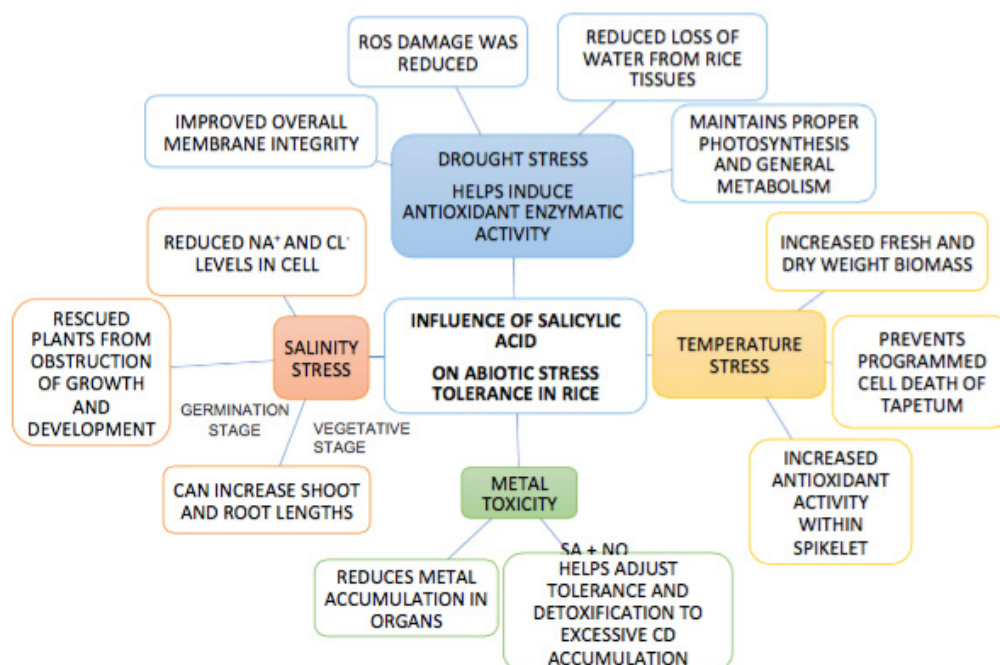 ROS DAMAGE WAS
REDUCED
REDUCED LOSS OF
WATER FROM RICE
TISSUES
IMPROVED OVERALL
MEMBRANE INTEGRITY
DROUGHT STRESS
HELPS INDUCE
ANTIOXIDANT ENZYMATIC
ACTIVITY
MAINTAINS PROPER
PHOTOSYNTHESIS
AND GENERAL
METABOLISM
REDUCED NA⁺ AND CL⁻
LEVELS IN CELL
INCREASED FRESH AND
DRY WEIGHT BIOMASS
RESCUED
PLANTS FROM
OBSTRUCTION
OF GROWTH
AND
DEVELOPMENT
SALINITY
STRESS
INFLUENCE OF SALICYLIC
ACID
ON ABIOTIC STRESS
TOLERANCE IN RICE
TEMPERATURE
STRESS
PREVENTS
PROGRAMMED
CELL DEATH OF
TAPETUM
GERMINATION
STAGE
VEGETATIVE
STAGE
CAN INCREASE SHOOT
AND ROOT LENGTHS
METAL
TOXICITY
INCREASED
ANTIOXIDANT
ACTIVITY
WITHIN
SPIKELET
REDUCES METAL
ACCUMULATION IN
ORGANS
SA + NO
HELPS ADJUST
TOLERANCE AND
DETOXIFICATION TO
EXCESSIVE CD
ACCUMULATION